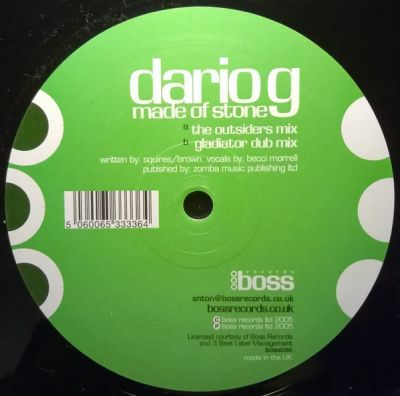 dario g
made of stone
a the outsiders mix
b gladiator dub mix
written by: squires/brown. vocals by. becci morrell
published by: zomba music publishing ltd
5 060065 333364
records
boss
anton@bossrecords.co.uk
bossrecords.co.uk
C boss records ltd 2005
P boss records ltd 2005
Licensed courtesy of Boss Records
and 3 Beat Label Management
made in the UK